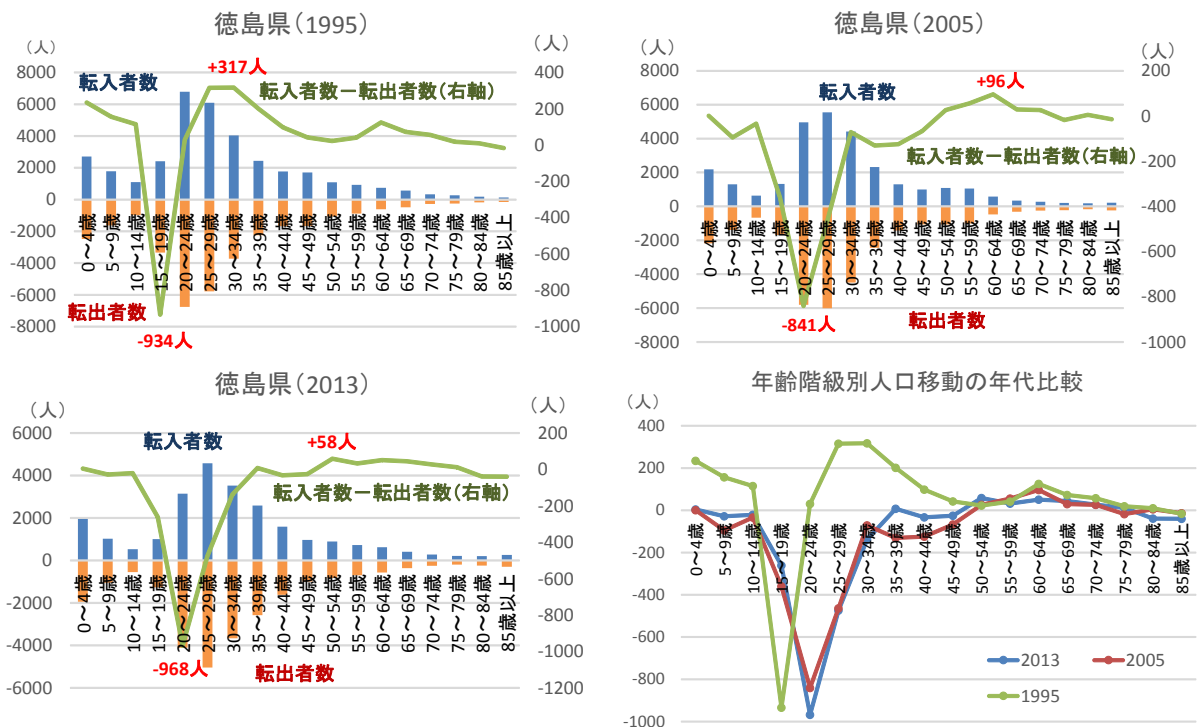 徳島県（1995）
（人）
（人）
8000
6000
4000
2000
0
-2000
-4000
-6000
-8000
400
200
0
-200
-400
-600
-800
-1000
転入者数
+317人
転入者数－転出者数（右軸）
転出者数
-934人
0～4歳
5～9歳
10～14歳
15～19歳
20～24歳
25～29歳
30～34歳
35～39歳
40～44歳
45～49歳
50～54歳
55～59歳
60～64歳
65～69歳
70～74歳
75～79歳
80～84歳
85歳以上
徳島県（2005）
（人）
（人）
8000
6000
4000
2000
0
-2000
-4000
-6000
-8000
200
0
-200
-400
-600
-800
-1000
転入者数
+96人
転入者数－転出者数（右軸）
-841人
転出者数
0～4歳
5～9歳
10～14歳
15～19歳
20～24歳
25～29歳
30～34歳
35～39歳
40～44歳
45～49歳
50～54歳
55～59歳
60～64歳
65～69歳
70～74歳
75～79歳
80～84歳
85歳以上
徳島県（2013）
（人）
（人）
6000
4000
2000
0
-2000
-4000
-6000
200
0
-200
-400
-600
-800
-1000
-1200
転入者数
+58人
転入者数－転出者数（右軸）
-968人
転出者数
0～4歳
5～9歳
10～14歳
15～19歳
20～24歳
25～29歳
30～34歳
35～39歳
40～44歳
45～49歳
50～54歳
55～59歳
60～64歳
65～69歳
70～74歳
75～79歳
80～84歳
85歳以上
年齢階級別人口移動の年代比較
（人）
400
200
0
-200
-400
-600
-800
-1000
0～4歳
5～9歳
10～14歳
15～19歳
20～24歳
25～29歳
30～34歳
35～39歳
40～44歳
45～49歳
50～54歳
55～59歳
60～64歳
65～69歳
70～74歳
75～79歳
80～84歳
85歳以上
2013
2005
1995